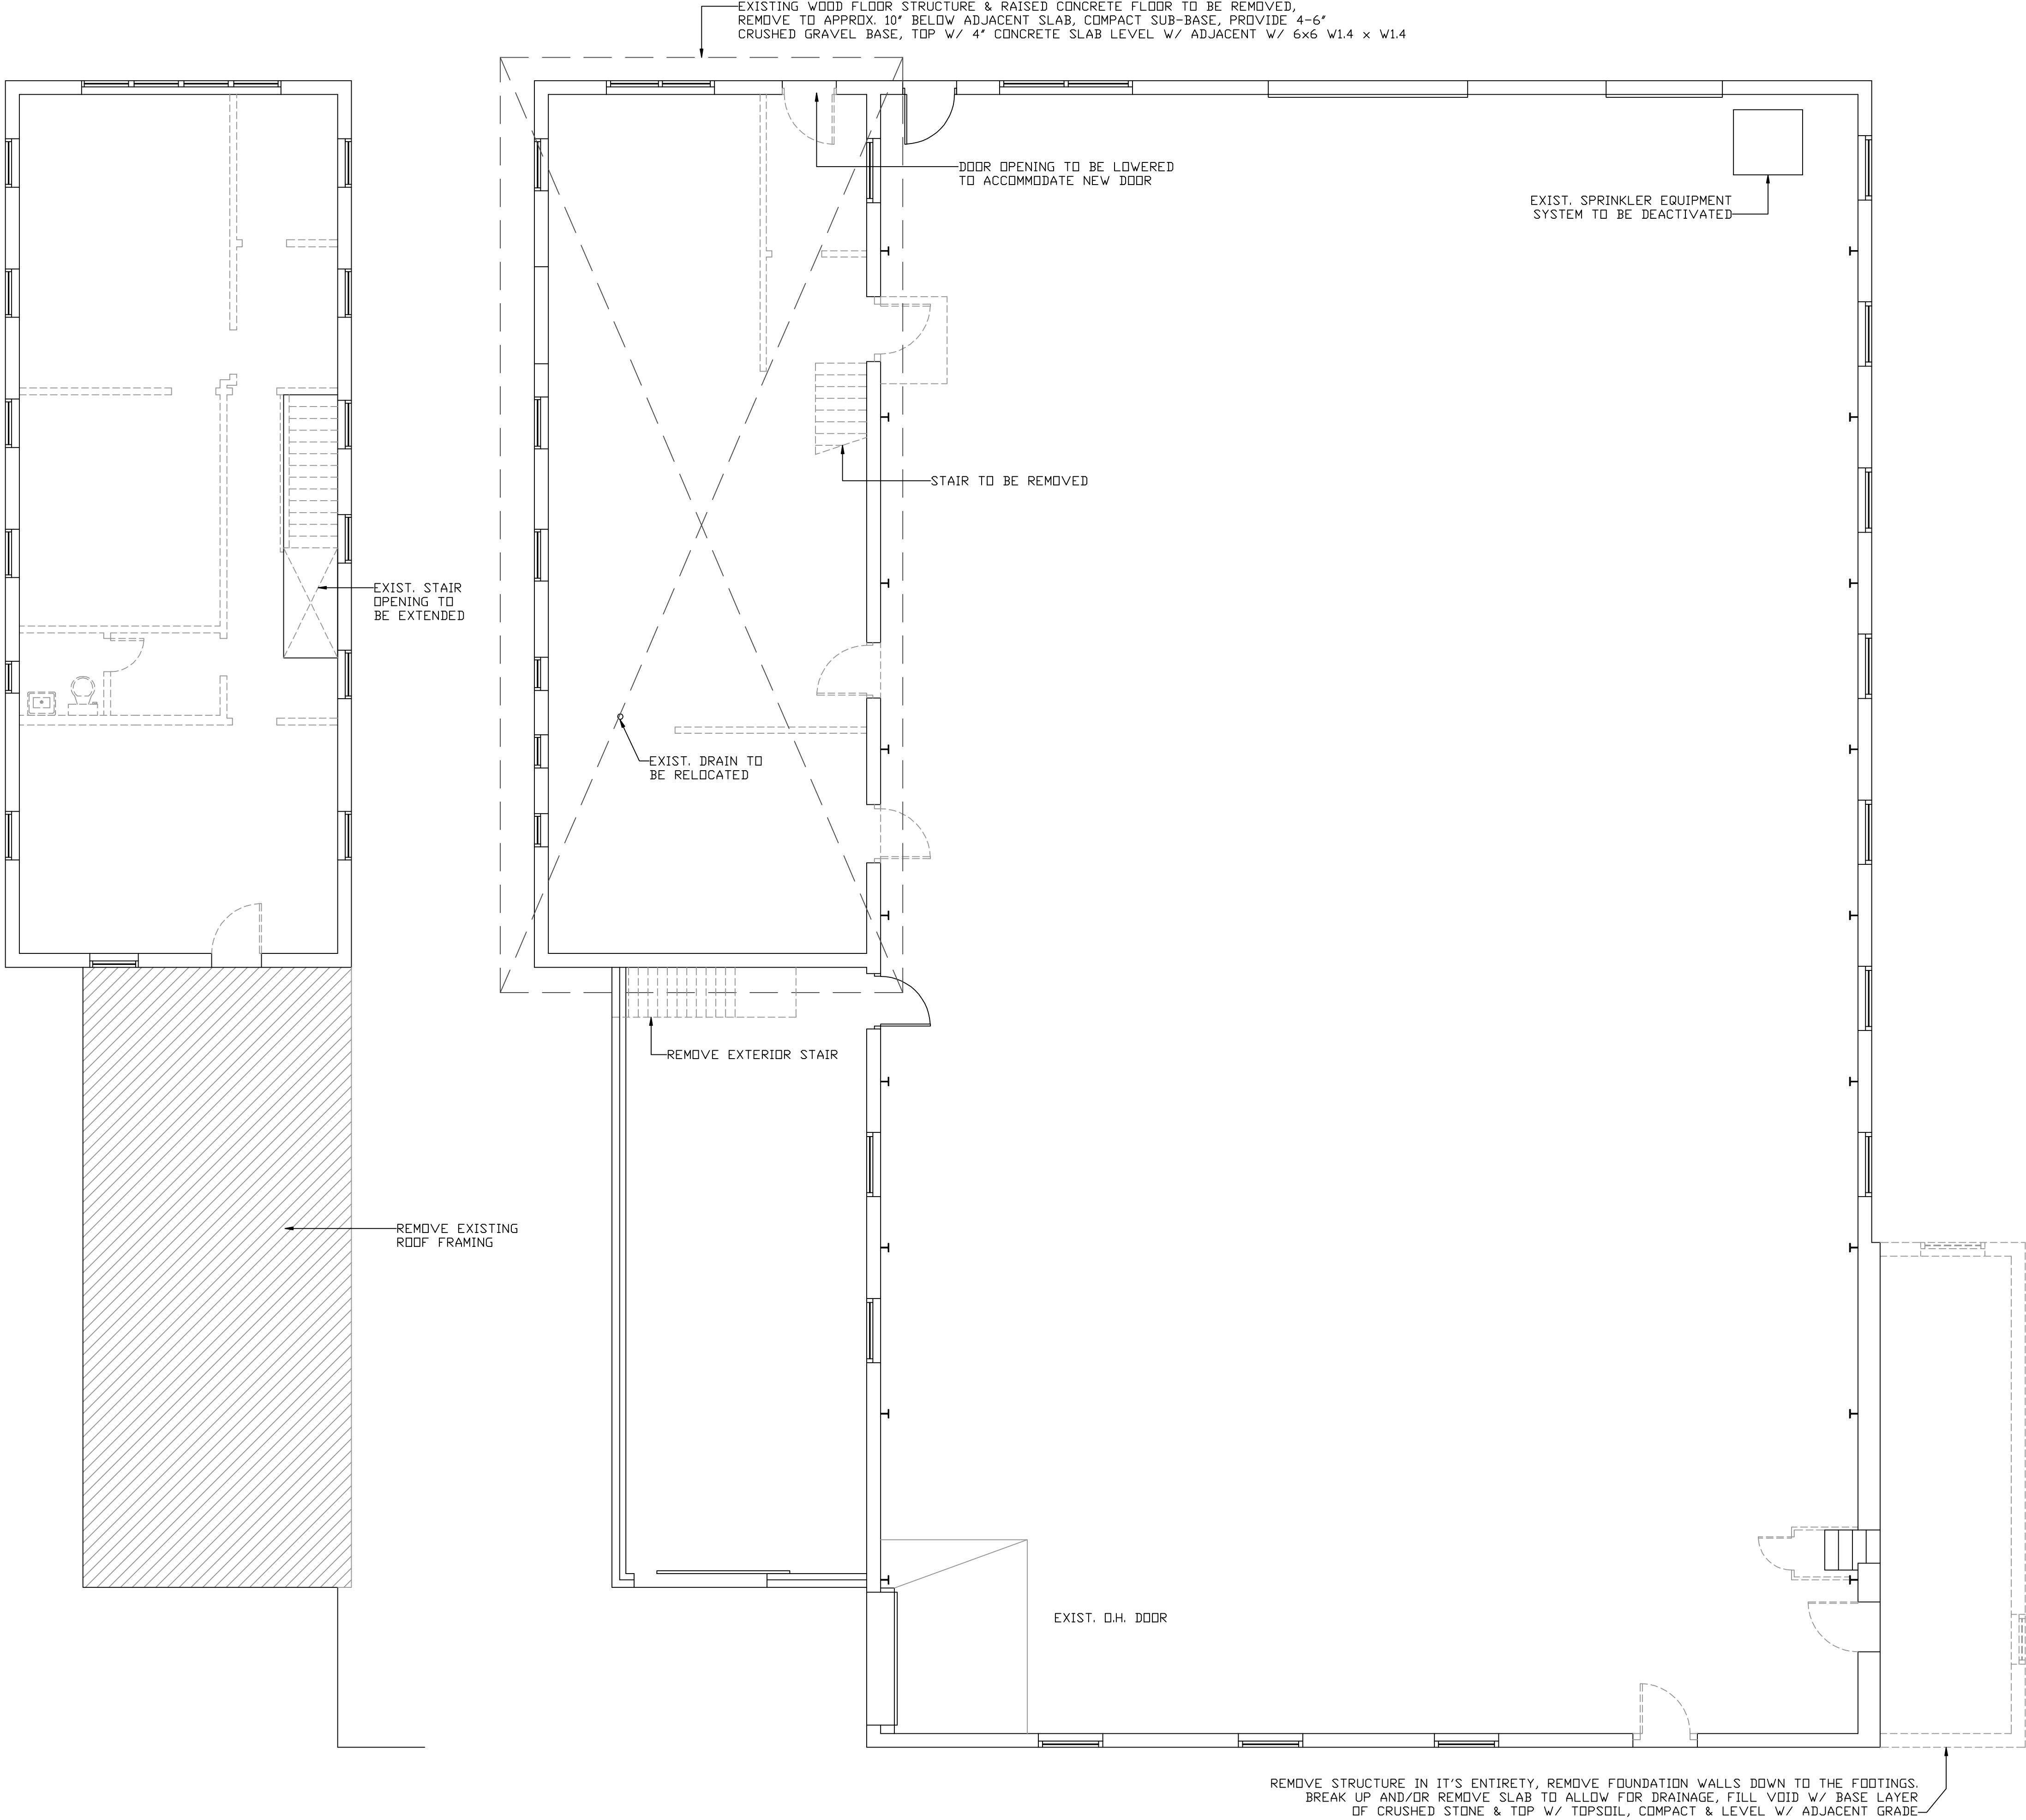 EXISTING WOOD FLOOR STRUCTURE & RAISED CONCRETE FLOOR TO BE REMOVED,
REMOVE TO APPROX. 10" BELOW ADJACENT SLAB, COMPACT SUB-BASE, PROVIDE 4-6"
CRUSHED GRAVEL BASE, TOP W/ 4" CONCRETE SLAB LEVEL W/ ADJACENT W/ 6x6 W1.4 x W1.4
DOOR OPENING TO BE LOWERED
TO ACCOMMODATE NEW DOOR
EXIST. SPRINKLER EQUIPMENT
SYSTEM TO BE DEACTIVATED
STAIR TO BE REMOVED
EXIST. STAIR
OPENING TO
BE EXTENDED
EXIST. DRAIN TO
BE RELOCATED
REMOVE EXTERIOR STAIR
REMOVE EXISTING
ROOF FRAMING
EXIST. O.H. DOOR
REMOVE STRUCTURE IN IT'S ENTIRETY, REMOVE FOUNDATION WALLS DOWN TO THE FOOTINGS.
BREAK UP AND/OR REMOVE SLAB TO ALLOW FOR DRAINAGE, FILL VOID W/ BASE LAYER
OF CRUSHED STONE & TOP W/ TOPSOIL, COMPACT & LEVEL W/ ADJACENT GRADE